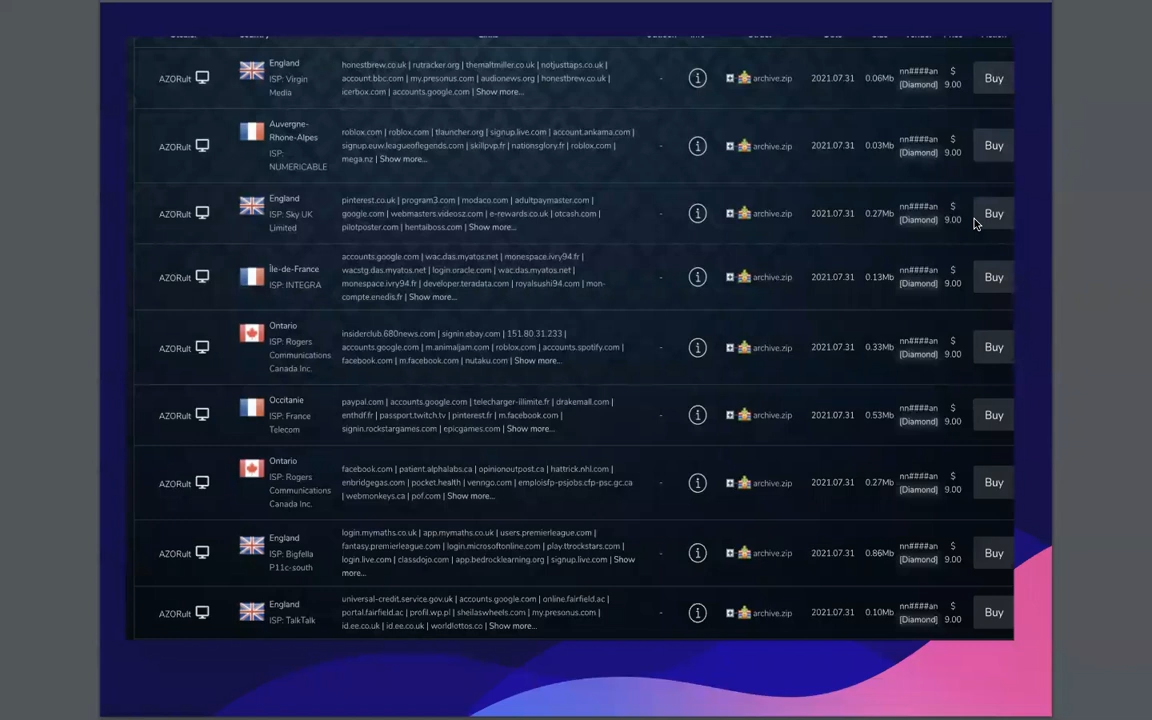 England
honestbrew.co.uk | rutracker.org | themaltmiller.co.uk | notjusttaps.co.uk |
AZORult
ISP: Virgin
Media
account.bbc.com | my.presonus.com | audionews.org | honestbrew.co.uk |
icerbox.com | accounts.google.com | Show more...
-
archive.zip
2021.07.31
0.06Mb
nn####an
[Diamond]
$
9.00
Buy
Auvergne-
Rhone-Alpes
ISP:
NUMERICABLE
AZORult
roblox.com | roblox.com | tlauncher.org | signup.live.com | account.ankama.com |
signup.euw.leagueoflegends.com | skillpvp.fr | nationsglory.fr | roblox.com |
mega.nz | Show more...
-
archive.zip
2021.07.31
0.03Mb
nn####an
[Diamond]
$
9.00
Buy
AZORult
England
ISP: Sky UK
Limited
pinterest.co.uk | program3.com | modaco.com | adultpaymaster.com |
google.com | webmasters.videosz.com | e-rewards.co.uk | otcash.com |
pilotposter.com | hentaiboss.com | Show more...
-
archive.zip
2021.07.31
0.27Mb
nn####an
[Diamond]
$
9.00
Buy
AZORult
Île-de-France
ISP: INTEGRA
accounts.google.com | wac.das.myatos.net | monespace.ivry94.fr |
wacstg.das.myatos.net | login.oracle.com | wac.das.myatos.net |
monespace.ivry94.fr | developer.teradata.com | royalsushi94.com | mon-
compte.enedis.fr | Show more...
-
archive.zip
2021.07.31
0.13Mb
nn####an
[Diamond]
$
9.00
Buy
AZORult
Ontario
ISP: Rogers
Communications
Canada Inc.
insiderclub.680news.com | signin.ebay.com | 151.80.31.233 |
accounts.google.com | m.animaljam.com | roblox.com | accounts.spotify.com |
facebook.com | m.facebook.com | nutaku.com | Show more...
-
archive.zip
2021.07.31
0.33Mb
nn####an
[Diamond]
$
9.00
Buy
AZORult
Occitanie
ISP: France
Telecom
paypal.com | accounts.google.com | telecharger-illimite.fr | drakemall.com |
enthdf.fr | passport.twitch.tv | pinterest.fr | m.facebook.com |
signin.rockstargames.com | epicgames.com | Show more...
-
archive.zip
2021.07.31
0.53Mb
nn####an
[Diamond]
$
9.00
Buy
AZORult
Ontario
ISP: Rogers
Communications
Canada Inc.
facebook.com | patient.alphalabs.ca | opinionoutpost.ca | hattrick.nhl.com |
enbridgegas.com | pocket.health | venngo.com | emploisfp-psjobs.cfp-psc.gc.ca
| webmonkeys.ca | pof.com | Show more...
-
archive.zip
2021.07.31
0.27Mb
nn####an
[Diamond]
$
9.00
Buy
AZORult
England
ISP: Bigfella
P11c-south
login.mymaths.co.uk | app.mymaths.co.uk | users.premierleague.com |
fantasy.premierleague.com | login.microsoftonline.com | play.ttrockstars.com |
login.live.com | classdojo.com | app.bedrocklearning.org | signup.live.com | Show
more...
-
archive.zip
2021.07.31
0.86Mb
nn####an
[Diamond]
$
9.00
Buy
AZORult
England
ISP: TalkTalk
universal-credit.service.gov.uk | accounts.google.com | online.fairfield.ac |
portal.fairfield.ac | profil.wp.pl | sheilaswheels.com | my.presonus.com |
id.ee.co.uk | id.ee.co.uk | worldlottos.co | Show more...
-
archive.zip
2021.07.31
0.10Mb
nn####an
[Diamond]
$
9.00
Buy